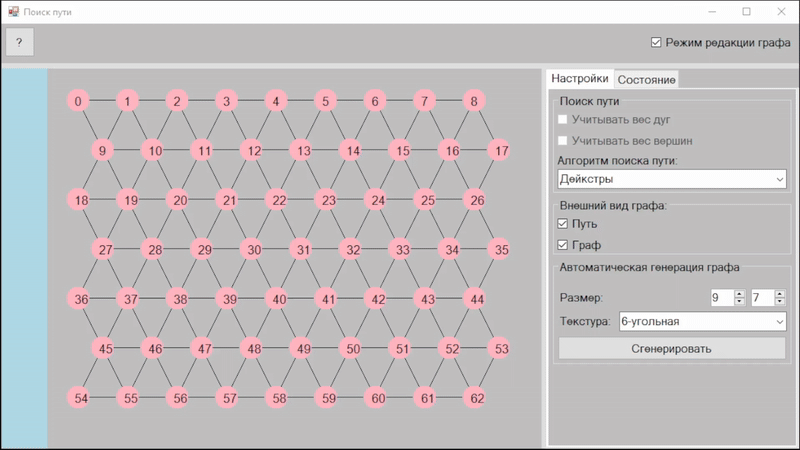 Поиск пути
?
Режим редакции графа
0 1 2 3 4 5 6 7 8
9 10 11 12 13 14 15 16 17
18 19 20 21 22 23 24 25 26
27 28 29 30 31 32 33 34 35
36 37 38 39 40 41 42 43 44
45 46 47 48 49 50 51 52 53
54 55 56 57 58 59 60 61 62
Настройки Состояние
Поиск пути
Учитывать вес дуг
Учитывать вес вершин
Алгоритм поиска пути:
Дейкстры
Внешний вид графа:
Путь
Граф
Автоматическая генерация графа
Размер: 9 7
Текстура: 6-угольная
Сгенерировать